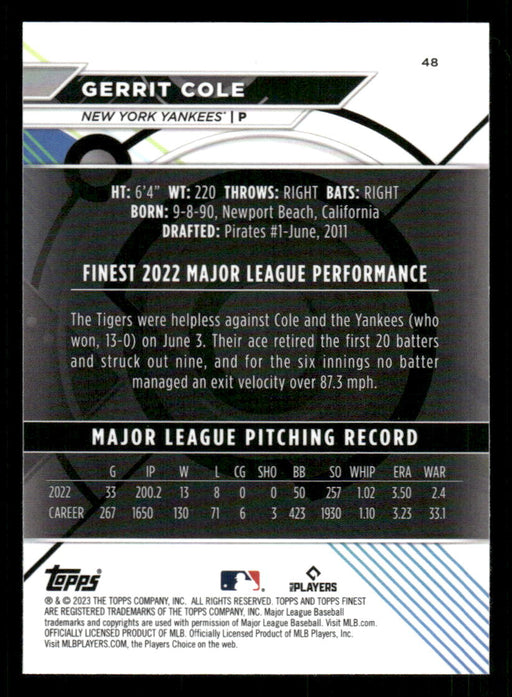 48
GERRIT COLE
NEW YORK YANKEES® | P
HT: 6'4" WT: 220 THROWS: RIGHT BATS: RIGHT
BORN: 9-8-90, Newport Beach, California
DRAFTED: Pirates #1-June, 2011
FINEST 2022 MAJOR LEAGUE PERFORMANCE
The Tigers were helpless against Cole and the Yankees (who
won, 13-0) on June 3. Their ace retired the first 20 batters
and struck out nine, and for the six innings no batter
managed an exit velocity over 87.3 mph.
MAJOR LEAGUE PITCHING RECORD
G IP W L CG SHO BB SO WHIP ERA WAR
2022 33 200.2 13 8 0 0 50 257 1.02 3.50 2.4
CAREER 267 1650 130 71 6 3 423 1930 1.10 3.23 33.1
Topps
MLB PLAYERS
® & © 2023 THE TOPPS COMPANY, INC. ALL RIGHTS RESERVED. TOPPS AND TOPPS FINEST
ARE REGISTERED TRADEMARKS OF THE TOPPS COMPANY, INC. Major League Baseball
trademarks and copyrights are used with permission of Major League Baseball. Visit MLB.com.
OFFICIALLY LICENSED PRODUCT OF MLB. Officially Licensed Product of MLB Players, Inc.
Visit MLBPLAYERS.com, the Players Choice on the web.